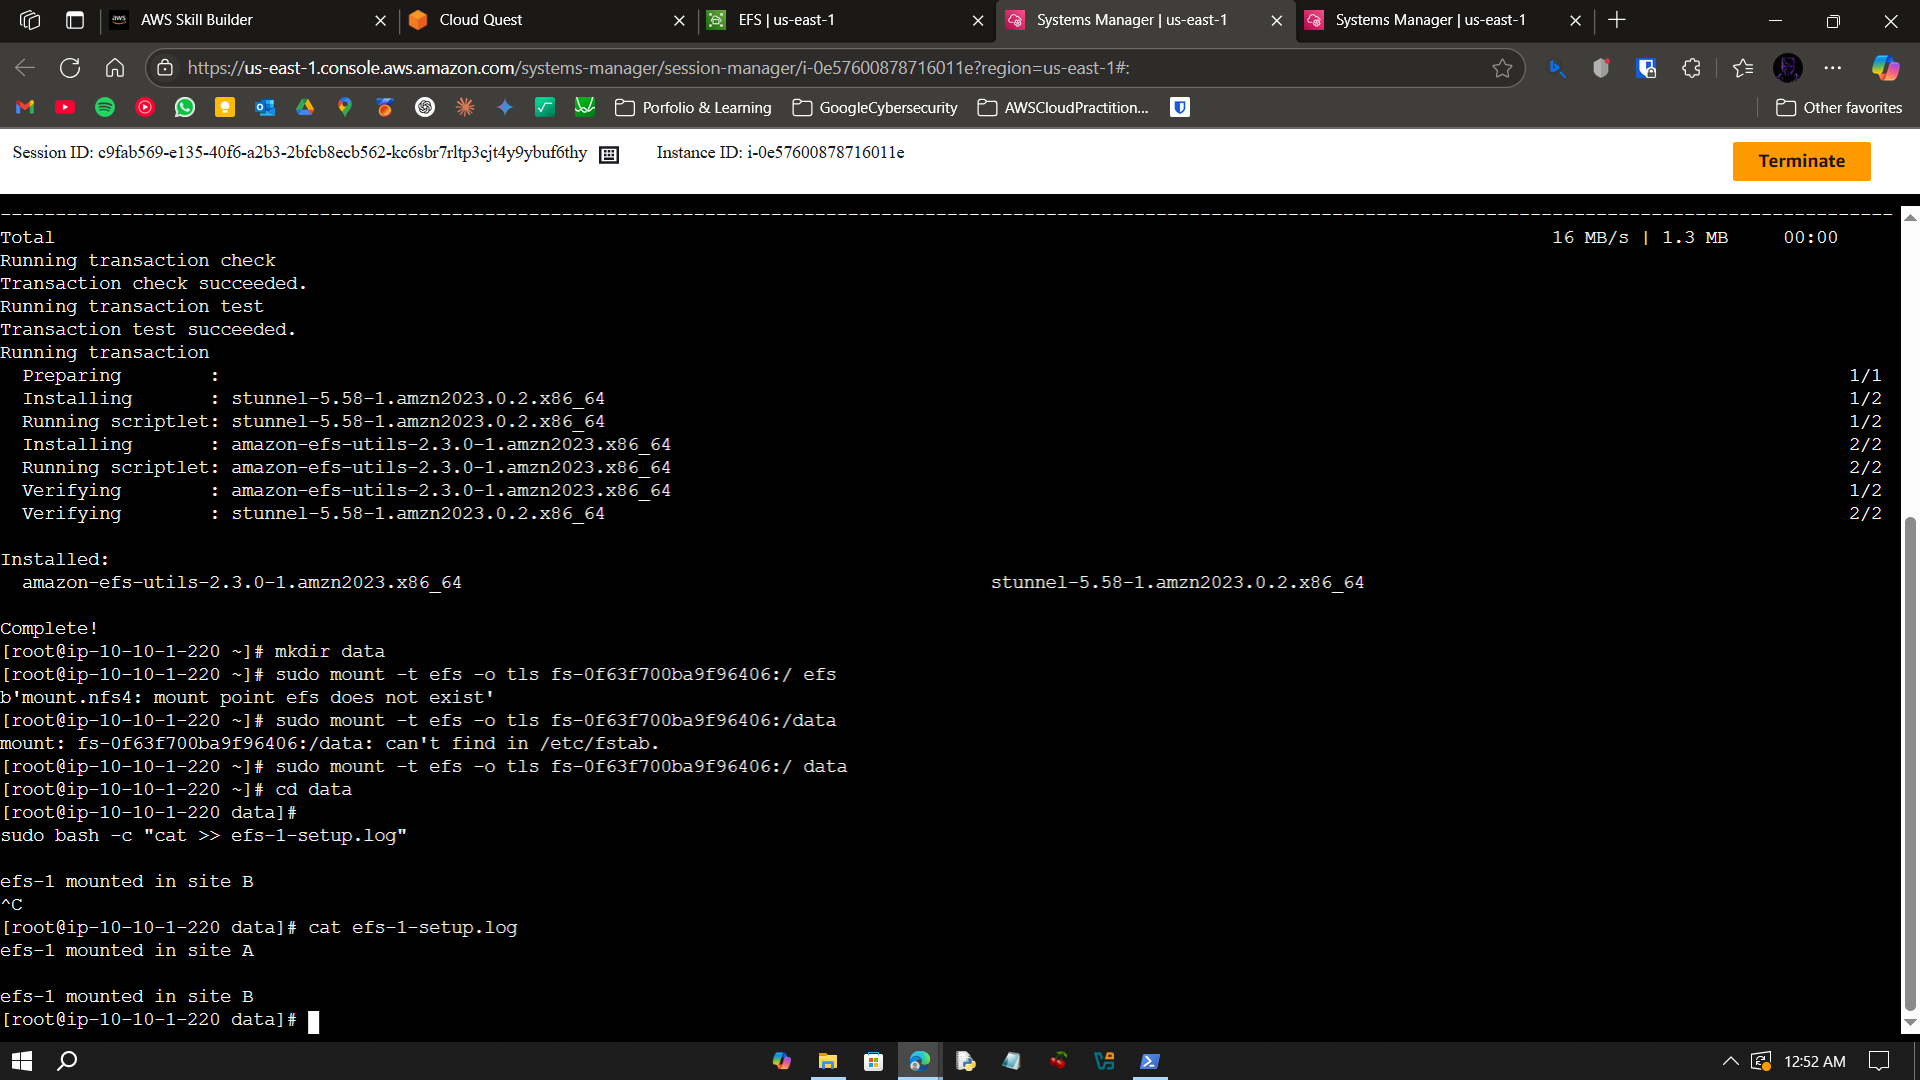 AWS Skill Builder
Cloud Quest
EFS | us-east-1
Systems Manager | us-east-1
Systems Manager | us-east-1
https://us-east-1.console.aws.amazon.com/systems-manager/session-manager/i-0e57600878716011e?region=us-east-1#:
Porfolio & Learning
GoogleCybersecurity
AWSCloudPractition...
Other favorites
Session ID: c9fab569-e135-40f6-a2b3-2bfcb8ecb562-kc6sbr7rltp3cjt4y9ybuf6thy Instance ID: i-0e57600878716011e
Terminate
Total 16 MB/s | 1.3 MB 00:00
Running transaction check
Transaction check succeeded.
Running transaction test
Transaction test succeeded.
Running transaction
Preparing : 1/1
Installing : stunnel-5.58-1.amzn2023.0.2.x86_64 1/2
Running scriptlet: stunnel-5.58-1.amzn2023.0.2.x86_64 1/2
Installing : amazon-efs-utils-2.3.0-1.amzn2023.x86_64 2/2
Running scriptlet: amazon-efs-utils-2.3.0-1.amzn2023.x86_64 2/2
Verifying : amazon-efs-utils-2.3.0-1.amzn2023.x86_64 1/2
Verifying : stunnel-5.58-1.amzn2023.0.2.x86_64 2/2
Installed:
amazon-efs-utils-2.3.0-1.amzn2023.x86_64 stunnel-5.58-1.amzn2023.0.2.x86_64
Complete!
[root@ip-10-10-1-220 ~]# mkdir data
[root@ip-10-10-1-220 ~]# sudo mount -t efs -o tls fs-0f63f700ba9f96406:/ efs
b'mount.nfs4: mount point efs does not exist'
[root@ip-10-10-1-220 ~]# sudo mount -t efs -o tls fs-0f63f700ba9f96406:/data
mount: fs-0f63f700ba9f96406:/data: can't find in /etc/fstab.
[root@ip-10-10-1-220 ~]# sudo mount -t efs -o tls fs-0f63f700ba9f96406:/ data
[root@ip-10-10-1-220 ~]# cd data
[root@ip-10-10-1-220 data]#
sudo bash -c "cat >> efs-1-setup.log"
efs-1 mounted in site B
^C
[root@ip-10-10-1-220 data]# cat efs-1-setup.log
efs-1 mounted in site A
efs-1 mounted in site B
[root@ip-10-10-1-220 data]#
12:52 AM